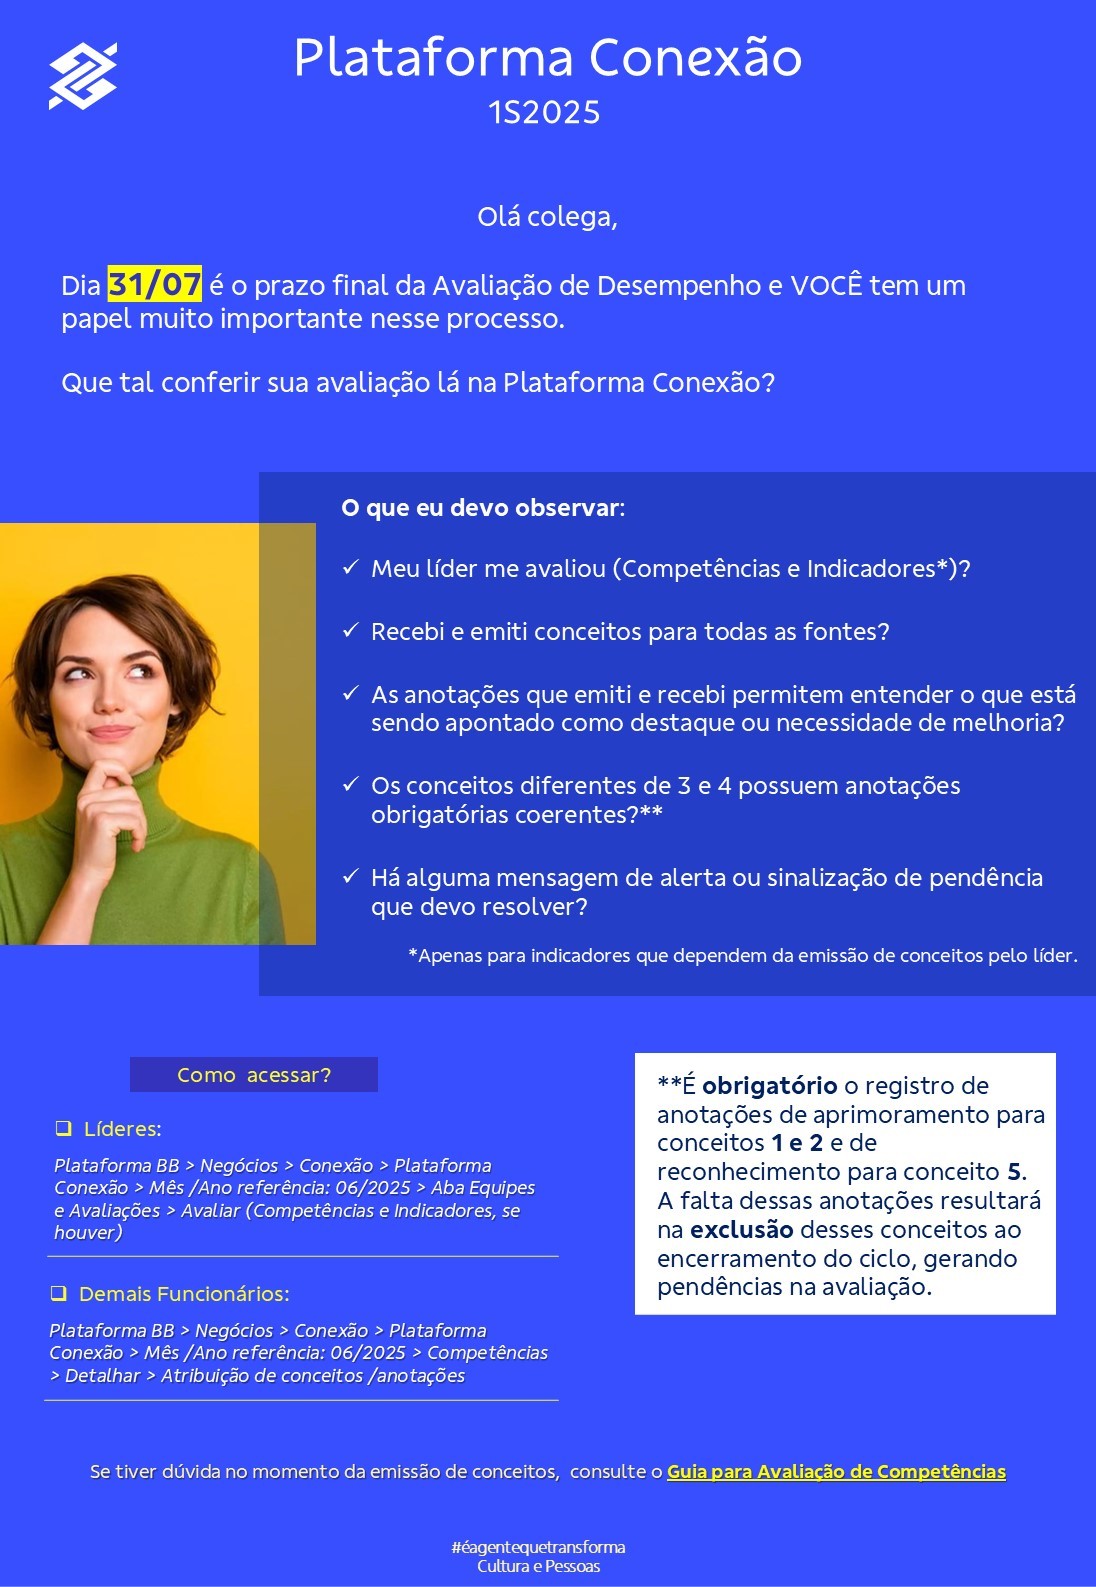 Plataforma Conexão
1S2025
Olá colega,
Dia 31/07 é o prazo final da Avaliação de Desempenho e VOCÊ tem um
papel muito importante nesse processo.
Que tal conferir sua avaliação lá na Plataforma Conexão?
O que eu devo observar:
✓ Meu líder me avaliou (Competências e Indicadores*)?
✓ Recebi e emiti conceitos para todas as fontes?
✓ As anotações que emiti e recebi permitem entender o que está
sendo apontado como destaque ou necessidade de melhoria?
✓ Os conceitos diferentes de 3 e 4 possuem anotações
obrigatórias coerentes?**
✓ Há alguma mensagem de alerta ou sinalização de pendência
que devo resolver?
*Apenas para indicadores que dependem da emissão de conceitos pelo líder.
Como acessar?
❑ Líderes:
Plataforma BB > Negócios > Conexão > Plataforma
Conexão > Mês /Ano referência: 06/2025 > Aba Equipes
e Avaliações > Avaliar (Competências e Indicadores, se
houver)
❑ Demais Funcionários:
Plataforma BB > Negócios > Conexão > Plataforma
Conexão > Mês /Ano referência: 06/2025 > Competências
> Detalhar > Atribuição de conceitos /anotações
**É obrigatório o registro de
anotações de aprimoramento para
conceitos 1 e 2 e de
reconhecimento para conceito 5.
A falta dessas anotações resultará
na exclusão desses conceitos ao
encerramento do ciclo, gerando
pendências na avaliação.
Se tiver dúvida no momento da emissão de conceitos, consulte o Guia para Avaliação de Competências
#éagentequetransforma
Cultura e Pessoas